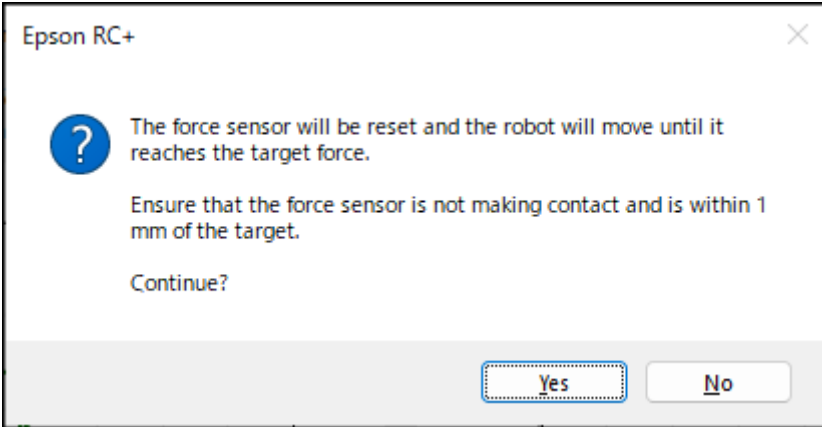 Epson RC+
The force sensor will be reset and the robot will move until it
reaches the target force.
Ensure that the force sensor is not making contact and is within 1
mm of the target.
Continue?
Yes
No